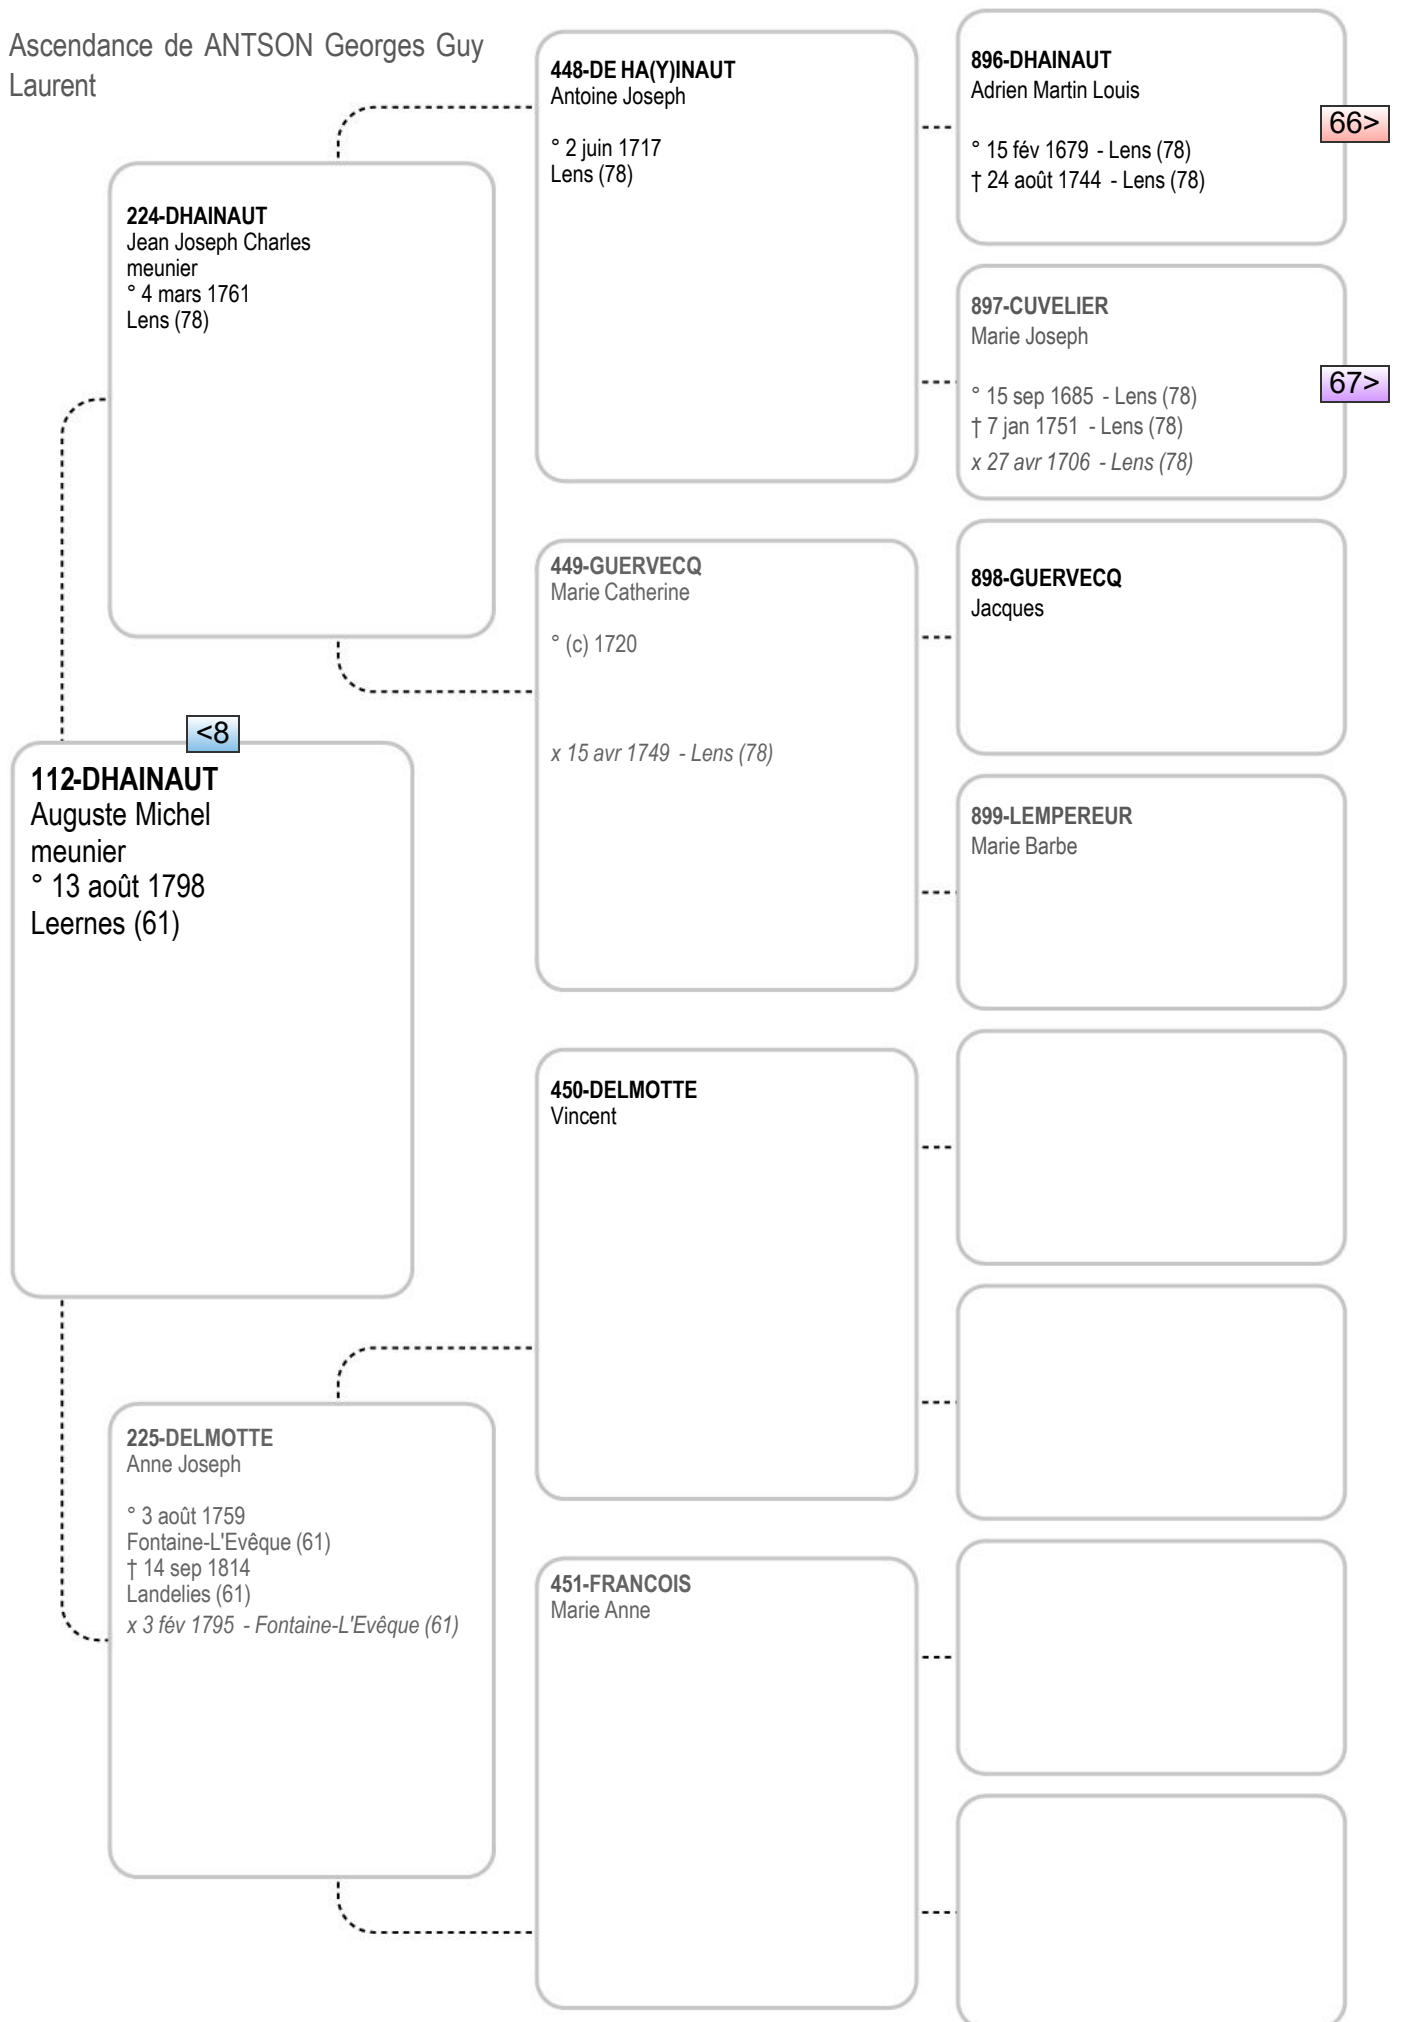 Ascendance de ANTSON Georges Guy
Laurent
<8
112-DHAINAUT
Auguste Michel
meunier
° 13 août 1798
Leernes (61)
224-DHAINAUT
Jean Joseph Charles
meunier
° 4 mars 1761
Lens (78)
225-DELMOTTE
Anne Joseph
° 3 août 1759
Fontaine-L'Evêque (61)
† 14 sep 1814
Landelies (61)
x 3 fév 1795 - Fontaine-L'Evêque (61)
448-DE HA(Y)INAUT
Antoine Joseph
° 2 juin 1717
Lens (78)
449-GUERVECQ
Marie Catherine
° (c) 1720
x 15 avr 1749 - Lens (78)
450-DELMOTTE
Vincent
451-FRANCOIS
Marie Anne
896-DHAINAUT
Adrien Martin Louis
66>
° 15 fév 1679 - Lens (78)
† 24 août 1744 - Lens (78)
897-CUVELIER
Marie Joseph
67>
° 15 sep 1685 - Lens (78)
† 7 jan 1751 - Lens (78)
x 27 avr 1706 - Lens (78)
898-GUERVECQ
Jacques
899-LEMPEREUR
Marie Barbe